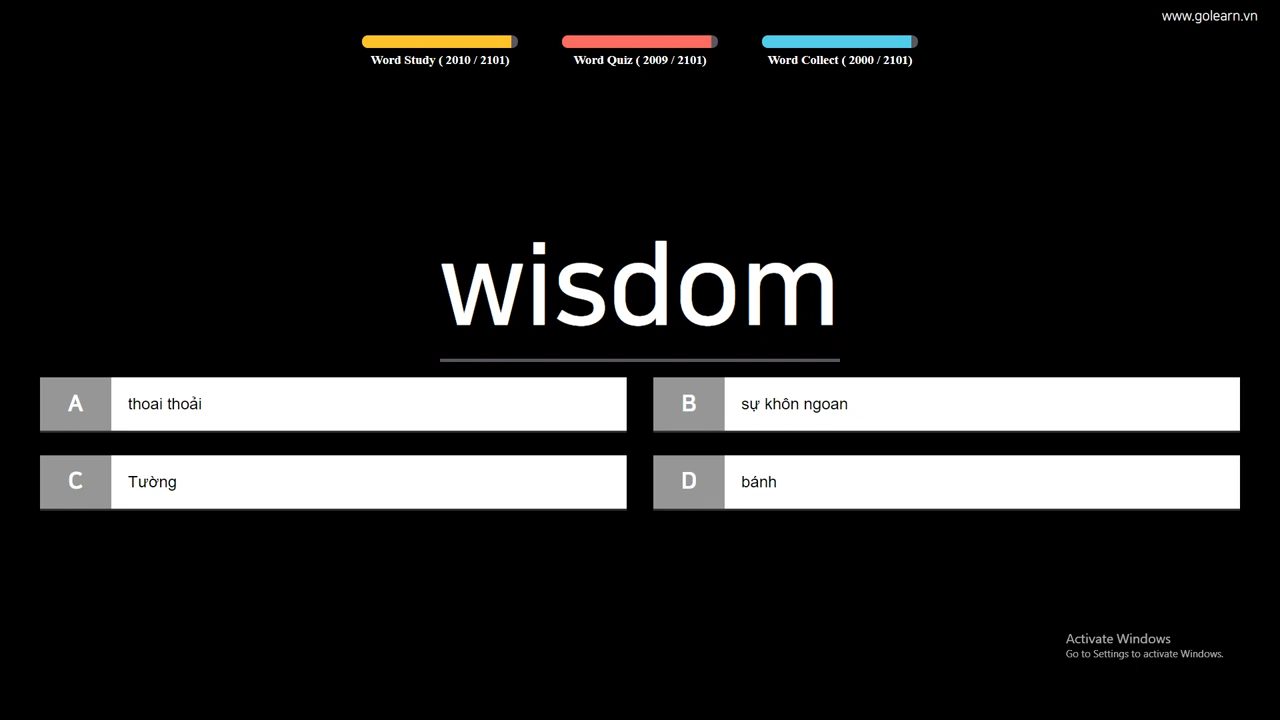 www.golearn.vn
Word Study ( 2010 / 2101)
Word Quiz ( 2009 / 2101)
Word Collect ( 2000 / 2101)
wisdom
A thoai thoải
B sự khôn ngoan
C Tường
D bánh
Activate Windows
Go to Settings to activate Windows.